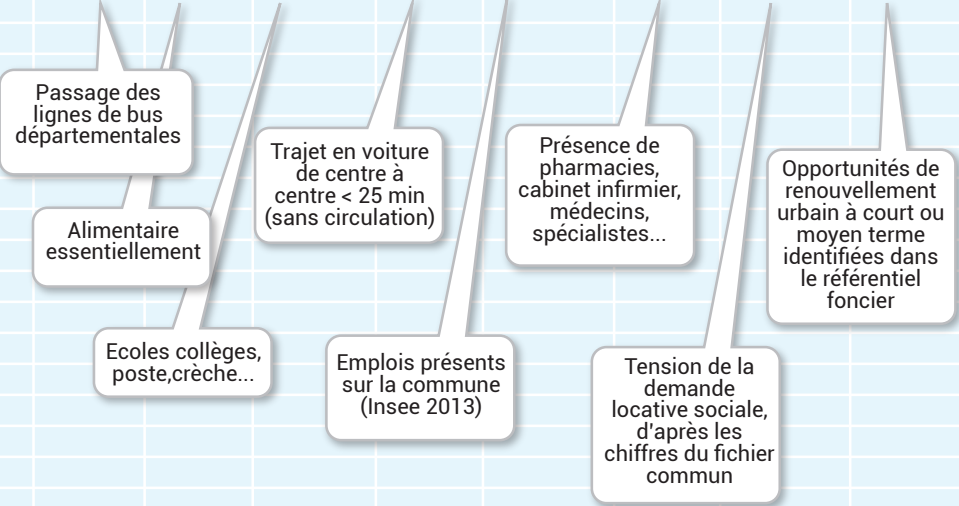 Passage des
lignes de bus
départementales
Alimentaire
essentiellement
Ecoles collèges,
poste,crèche...
Trajet en voiture
de centre à
centre < 25 min
(sans circulation)
Emplois présents
sur la commune
(Insee 2013)
Présence de
pharmacies,
cabinet infirmier,
médecins,
spécialistes...
Tension de la
demande
locative sociale,
d'après les
chiffres du fichier
commun
Opportunités de
renouvellement
urbain à court ou
moyen terme
identifiées dans
le référentiel
foncier